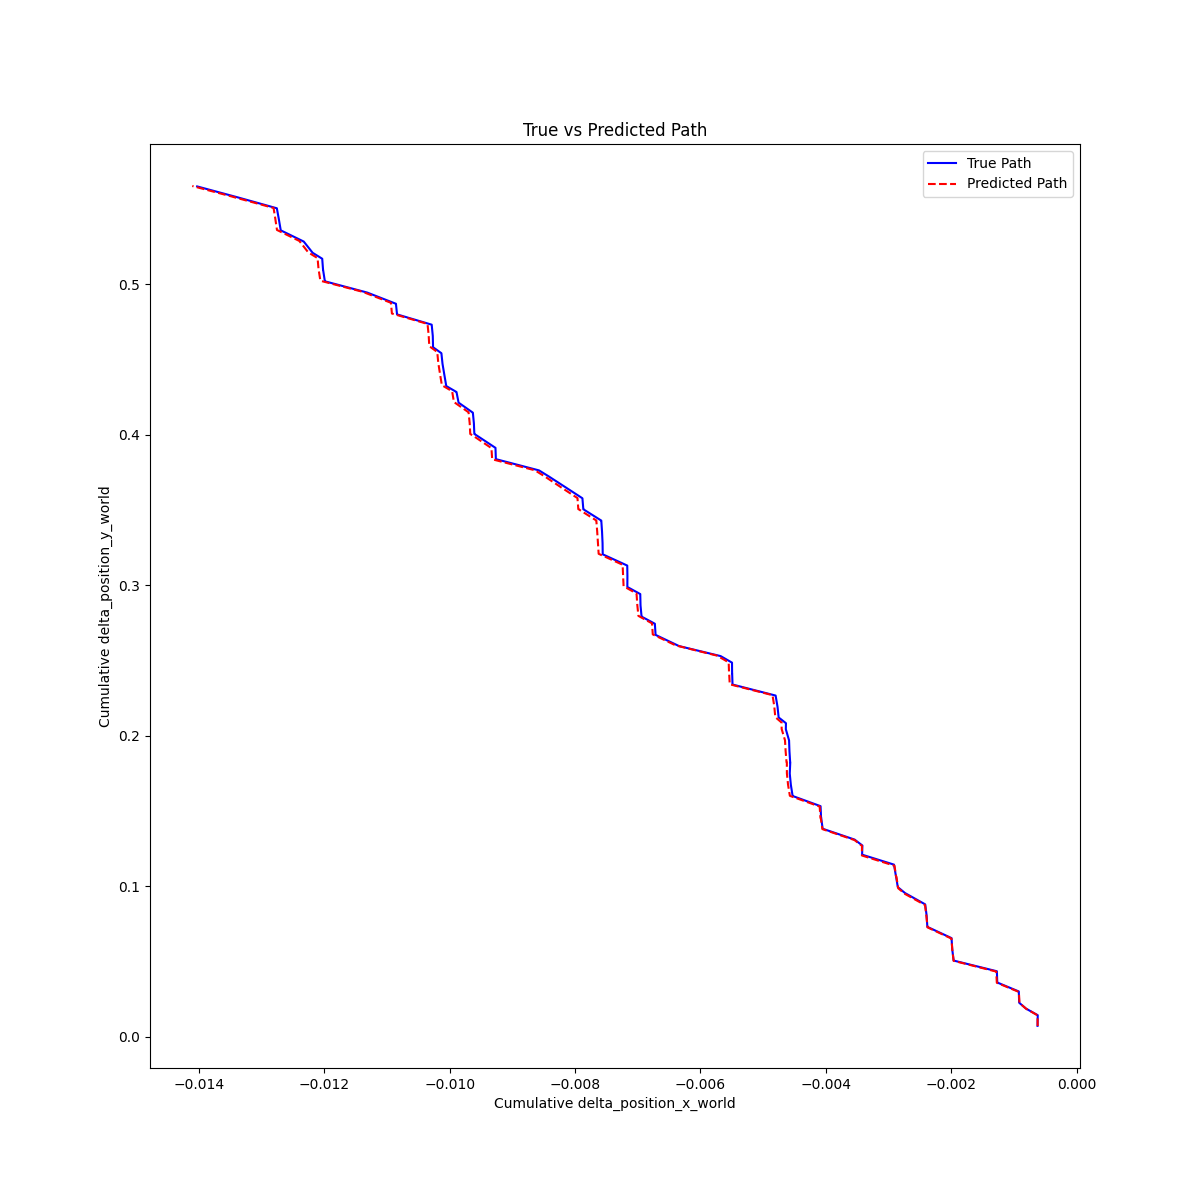 True vs Predicted Path
True Path
Predicted Path
0.5
0.4
0.3
0.2
0.1
0.0
Cumulative delta_position_y_world
−0.014 −0.012 −0.010 −0.008 −0.006 −0.004 −0.002 0.000
Cumulative delta_position_x_world